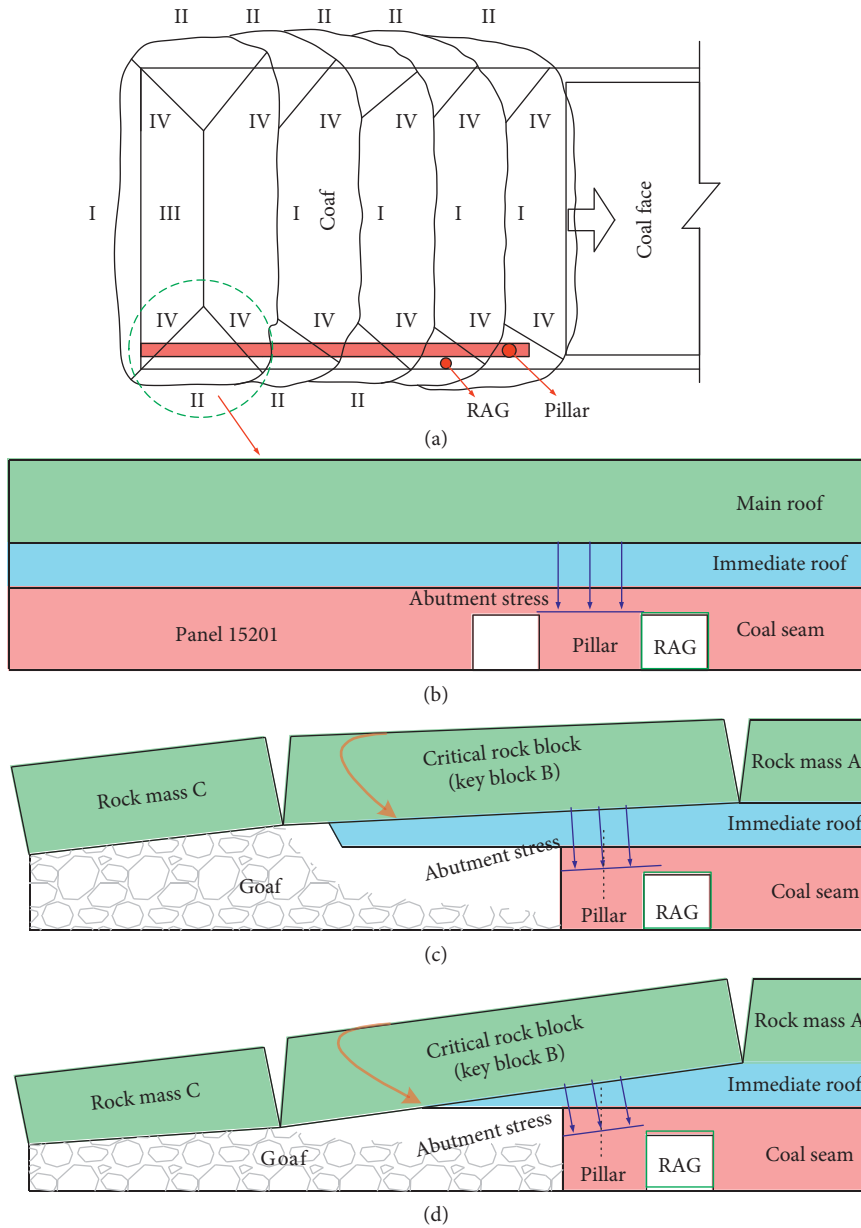 II II II II II
IV IV IV IV IV IV
I III I Coaf I I I Coal face
IV IV IV IV IV IV
II II II RAG Pillar
(a)
Main roof
Immediate roof
Abutment stress
Panel 15201 Pillar RAG Coal seam
(b)
Rock mass C Critical rock block Rock mass A
(key block B)
Immediate roof
Abutment stress
Goaf
Pillar RAG Coal seam
(c)
Rock mass C Critical rock block Rock mass A
(key block B)
Immediate roof
Abutment stress
Goaf
Pillar RAG Coal seam
(d)